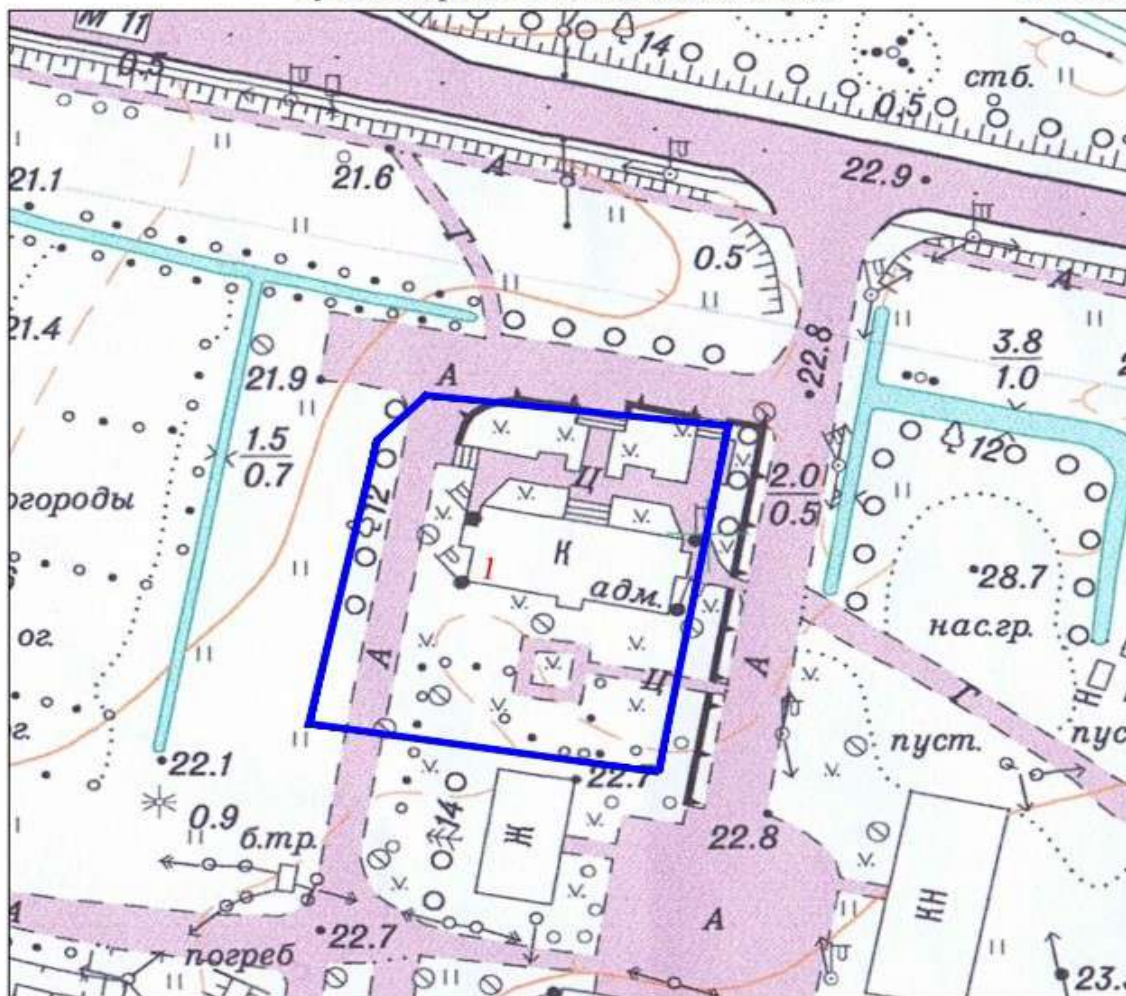 М 11
0,5
14
стб.
0,5
21.1
21.6
А
22.9
Г
0.5
А
21.4
22.8
3.8
1.0
21.9
А
12
1.5
0.7
огороды
12
Ц
2.0
0.5
К
1
адм.
28.7
ог.
нас.гр.
А
Ц
А
Г
Н
г.
22.1
22.7
пуст.
пус
0.9
14
Ж
22.8
б.тр.
А
22.7
А
КН
погреб
23.